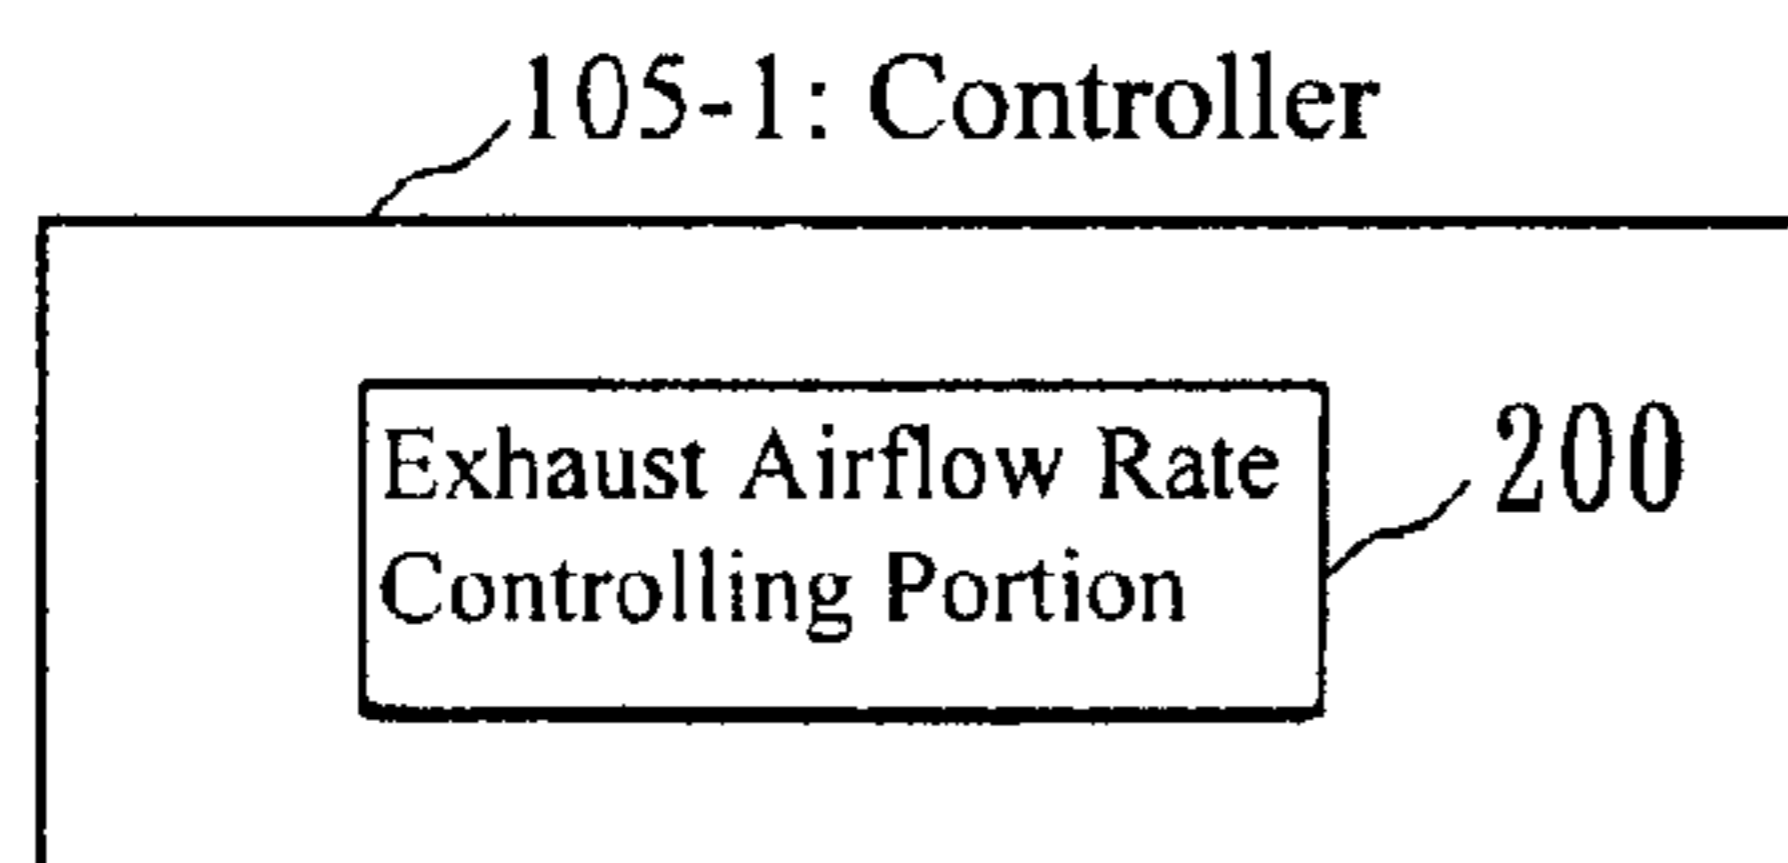 105-1: Controller
Exhaust Airflow Rate
Controlling Portion
200